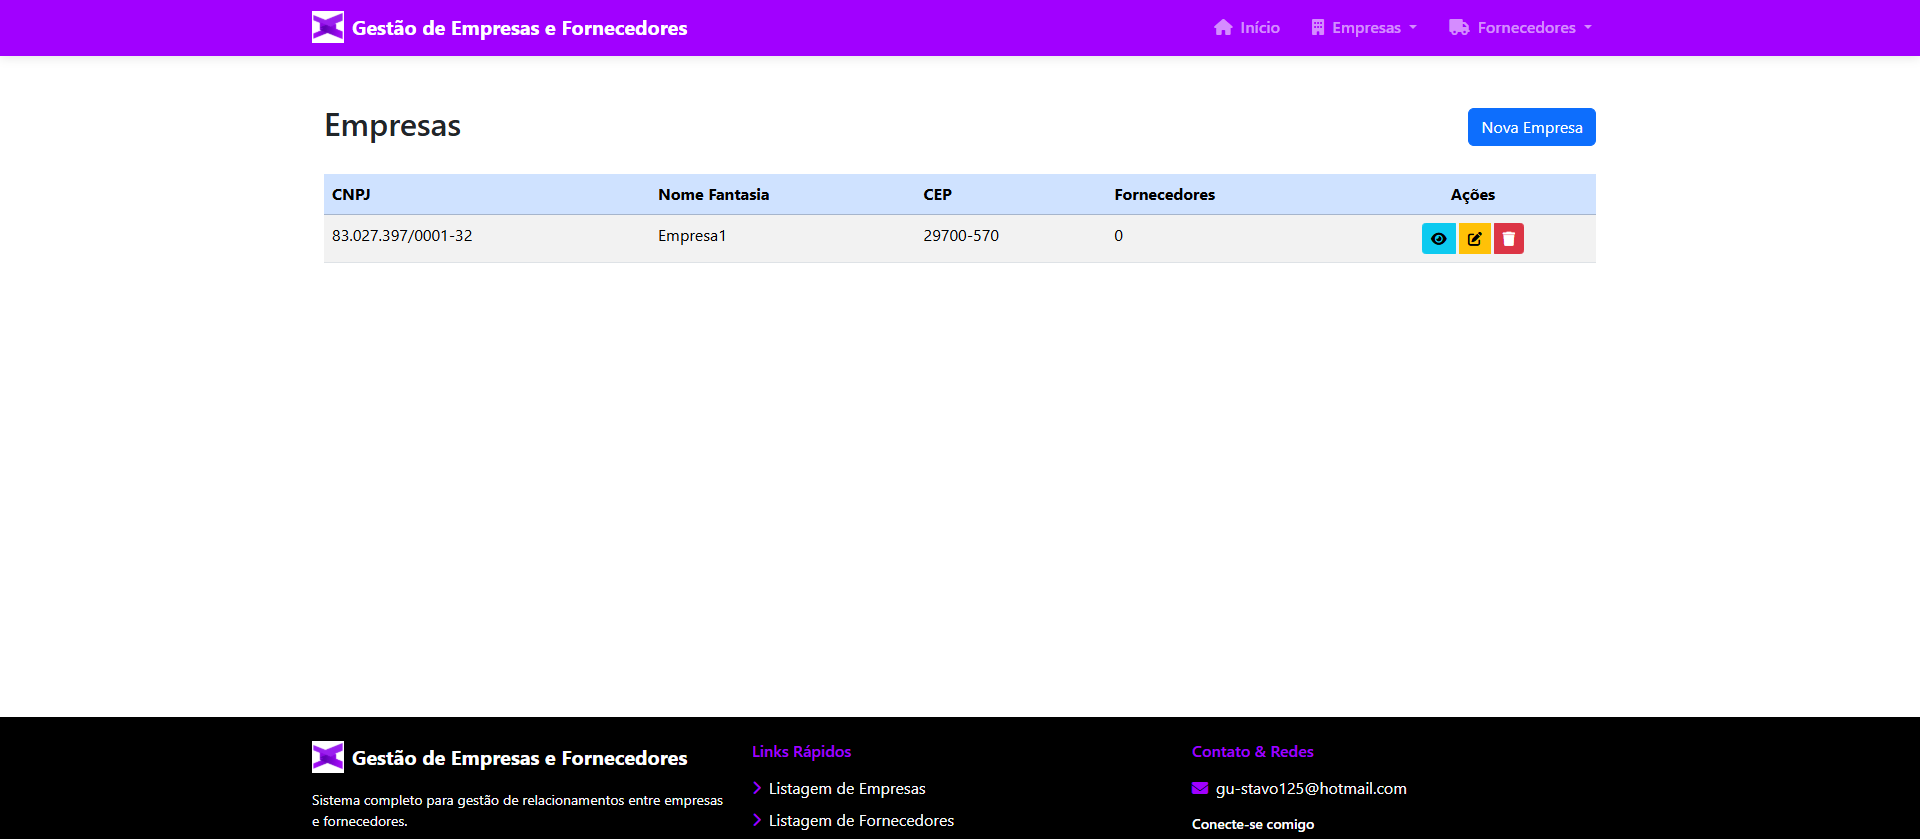 Gestão de Empresas e Fornecedores
Início
Empresas
Fornecedores
Empresas
Nova Empresa
CNPJ Nome Fantasia CEP Fornecedores Ações
83.027.397/0001-32 Empresa1 29700-570 0
Gestão de Empresas e Fornecedores
Sistema completo para gestão de relacionamentos entre empresas
e fornecedores.
Links Rápidos
Listagem de Empresas
Listagem de Fornecedores
Contato & Redes
gu-stavo125@hotmail.com
Conecte-se comigo